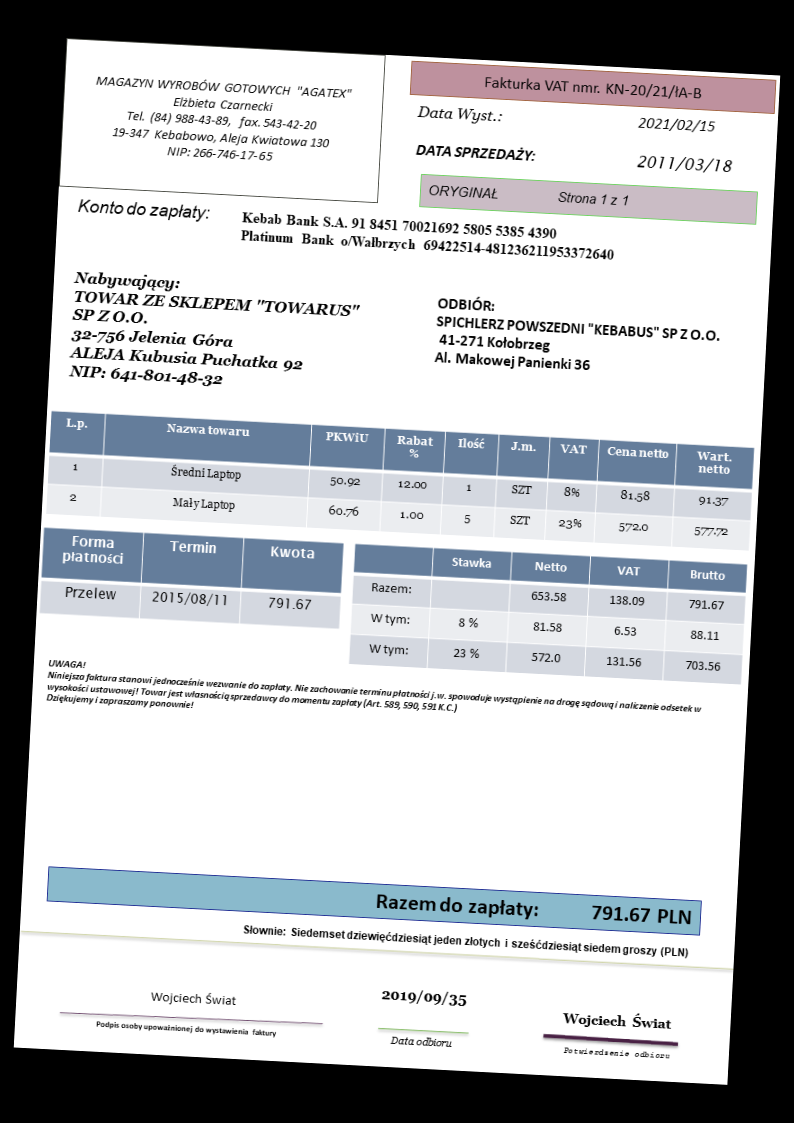 MAGAZYN WYROBÓW GOTOWYCH "AGATEX"
Elżbieta Czarnecki
Tel. (84) 988-43-89, fax. 543-42-20
19-347 Kebabowo, Aleja Kwiatowa 130
NIP: 266-746-17-65
Fakturka VAT nmr. KN-20/21/łA-B
Data Wyst.: 2021/02/15
DATA SPRZEDAŻY: 2011/03/18
ORYGINAŁ Strona 1 z 1
Konto do zapłaty: Kebab Bank S.A. 91 8451 70021692 5805 5385 4390
Platinum Bank o/Wałbrzych 69422514-481236211953372640
Nabywający:
TOWAR ZE SKLEPEM "TOWARUS"
SP Z O.O.
32-756 Jelenia Góra
ALEJA Kubusia Puchatka 92
NIP: 641-801-48-32
ODBIÓR:
SPICHLERZ POWSZEDNI "KEBABUS" SP Z O.O.
41-271 Kołobrzeg
Al. Makowej Panienki 36
L.p. Nazwa towaru PKWiU Rabat % Ilość J.m. VAT Cena netto Wart. netto
1 Średni Laptop 50.92 12.00 1 SZT 8% 81.58 91.37
2 Mały Laptop 60.76 1.00 5 SZT 23% 572.0 577.72
Forma płatności Termin Kwota
Przelew 2015/08/11 791.67
Stawka Netto VAT Brutto
Razem: 653.58 138.09 791.67
W tym: 8 % 81.58 6.53 88.11
W tym: 23 % 572.0 131.56 703.56
UWAGA!
Niniejsza faktura stanowi jednocześnie wezwanie do zapłaty. Nie zachowanie terminu płatności j.w. spowoduje wystąpienie na drogę sądową i naliczenie odsetek w
wysokości ustawowej! Towar jest własnością sprzedawcy do momentu zapłaty (Art. 589, 590, 591 K.C.)
Dziękujemy i zapraszamy ponownie!
Razem do zapłaty: 791.67 PLN
Słownie: Siedemset dziewięćdziesiąt jeden złotych i sześćdziesiąt siedem groszy (PLN)
Wojciech Świat
Podpis osoby upoważnionej do wystawienia faktury
2019/09/35
Data odbioru
Wojciech Świat
Potwierdzenie odbioru